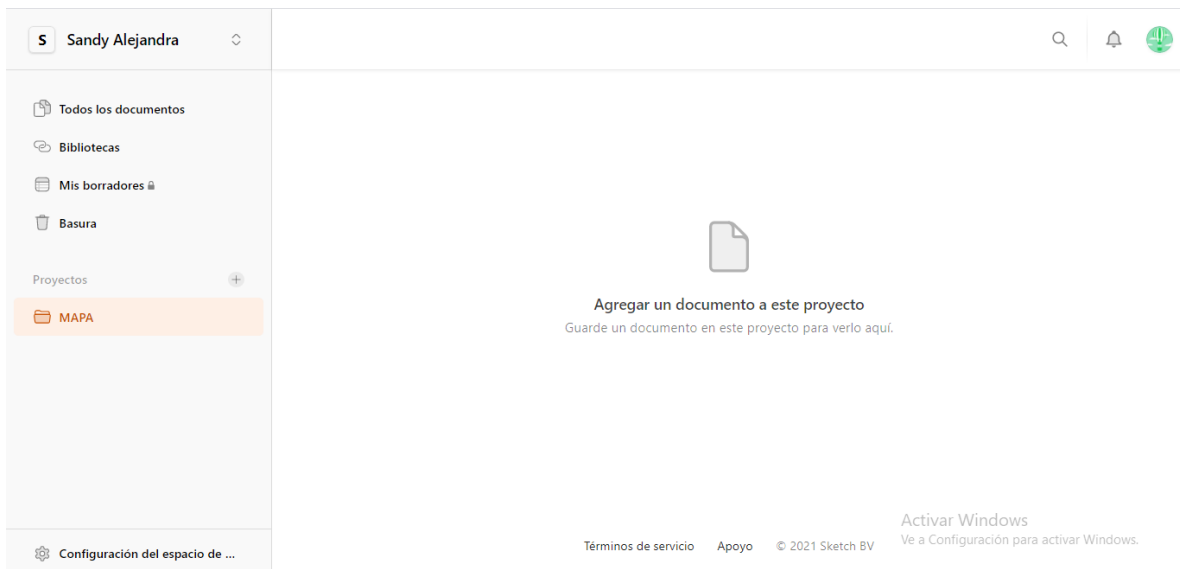 S Sandy Alejandra
Todos los documentos
Bibliotecas
Mis borradores
Basura
Proyectos
MAPA
Configuración del espacio de ...
Agregar un documento a este proyecto
Guarde un documento en este proyecto para verlo aquí.
Términos de servicio Apoyo © 2021 Sketch BV
Activar Windows
Ve a Configuración para activar Windows.